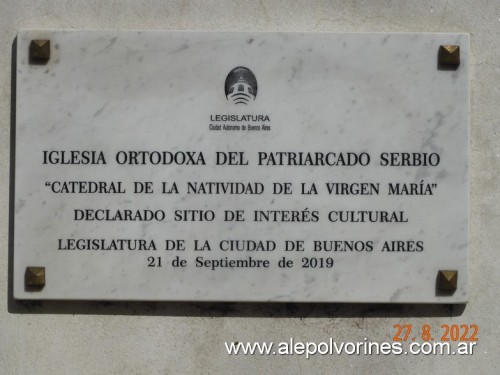 LEGISLATURA
Ciudad Autónoma de Buenos Aires
IGLESIA ORTODOXA DEL PATRIARCADO SERBIO
“CATEDRAL DE LA NATIVIDAD DE LA VIRGEN MARÍA”
DECLARADO SITIO DE INTERÉS CULTURAL
LEGISLATURA DE LA CIUDAD DE BUENOS AIRES
21 de Septiembre de 2019
27. 8. 2022
www.alepolvorines.com.ar